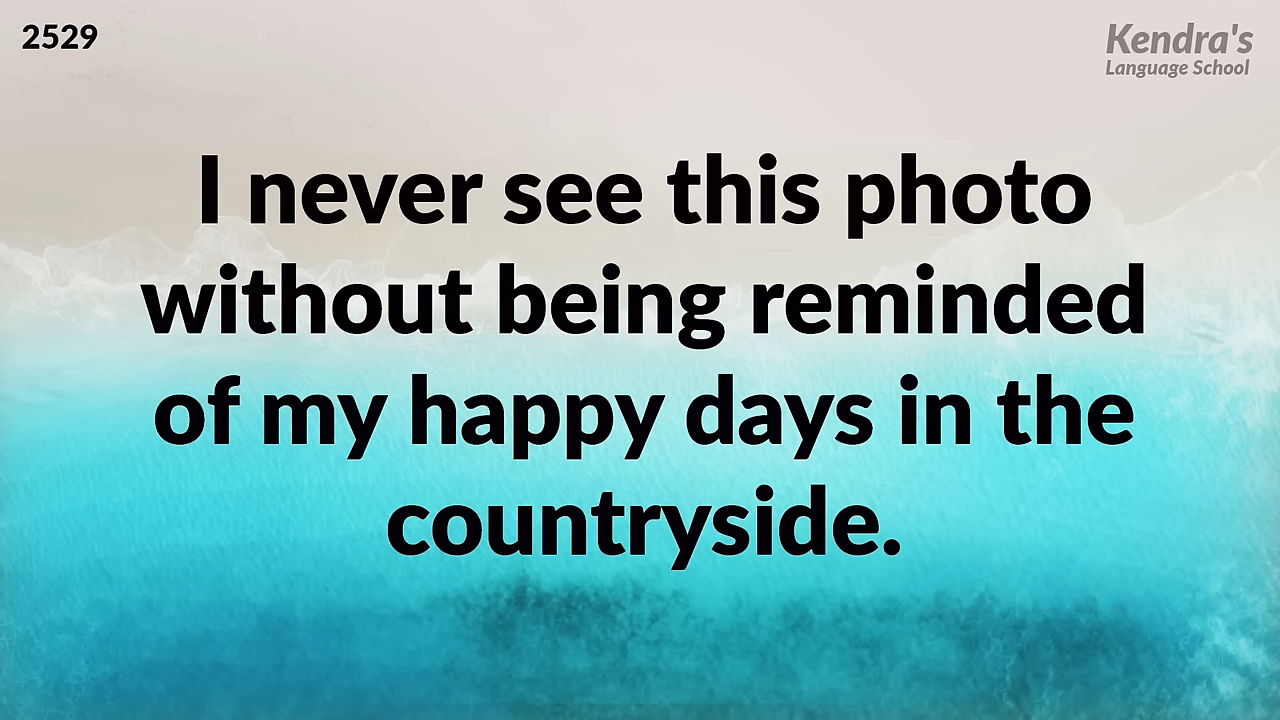 2529
Kendra's
Language School
I never see this photo
without being reminded
of my happy days in the
countryside.